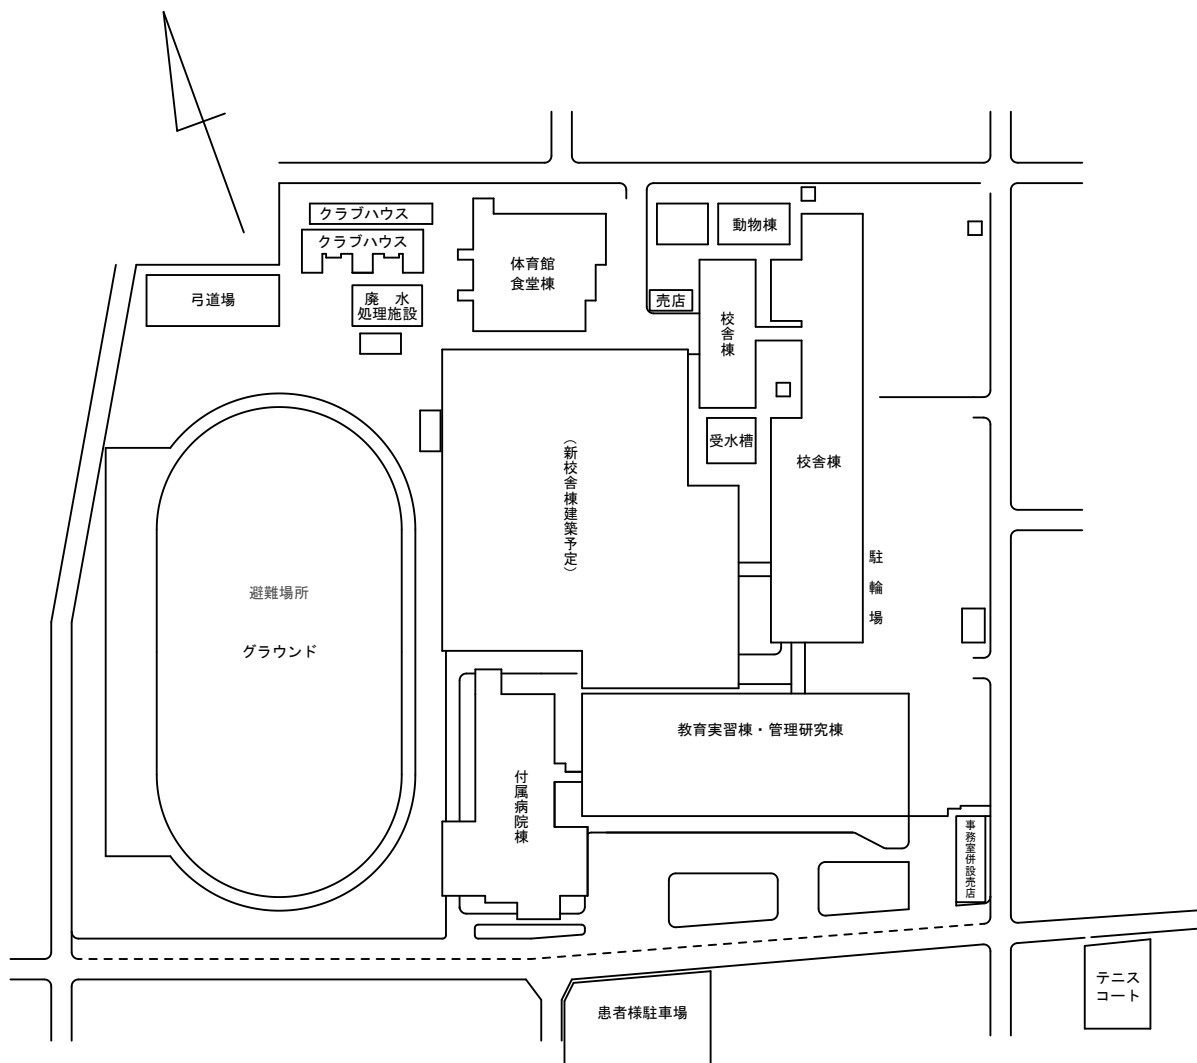 クラブハウス
クラブハウス
動物棟
体育館
食堂棟
弓道場
廃 水
処理施設
売店
校舎棟
受水槽
校舎棟
（新校舎棟建築予定）
駐輪場
避難場所
グラウンド
教育実習棟・管理研究棟
付属病院棟
事務室併設売店
テニス
コート
患者様駐車場